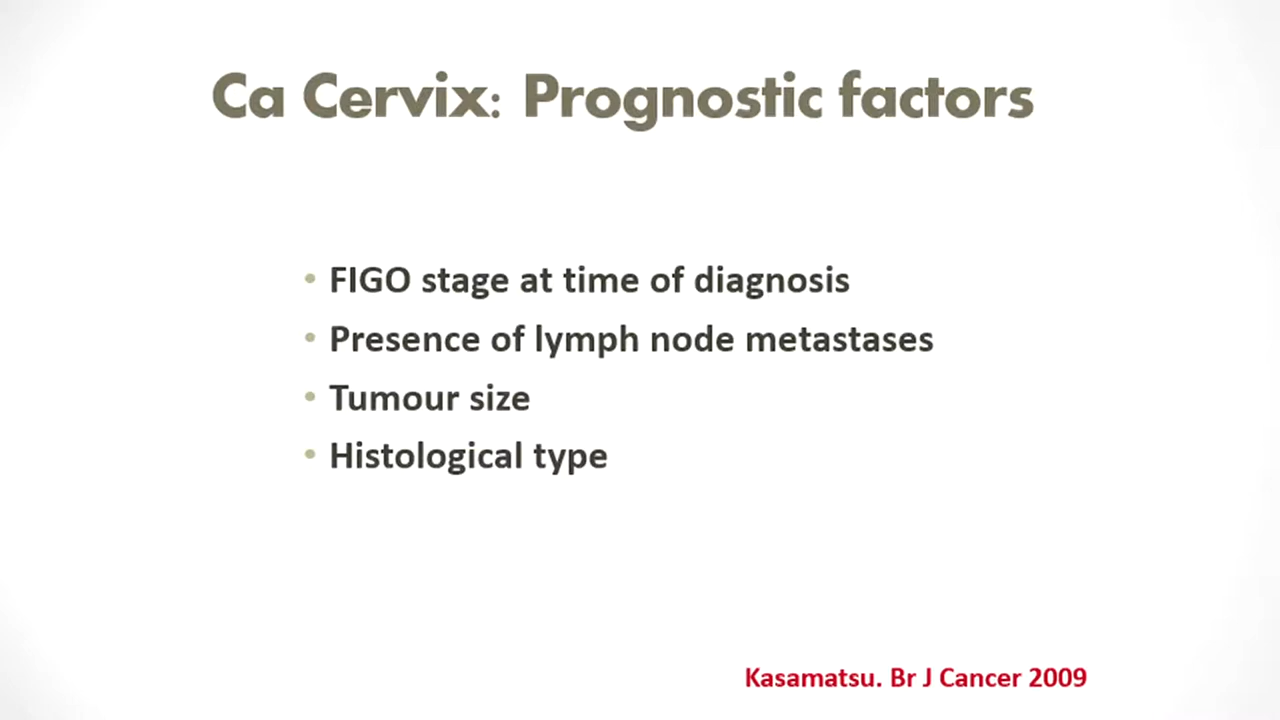 Ca Cervix: Prognostic factors
• FIGO stage at time of diagnosis
• Presence of lymph node metastases
• Tumour size
• Histological type
Kasamatsu. Br J Cancer 2009